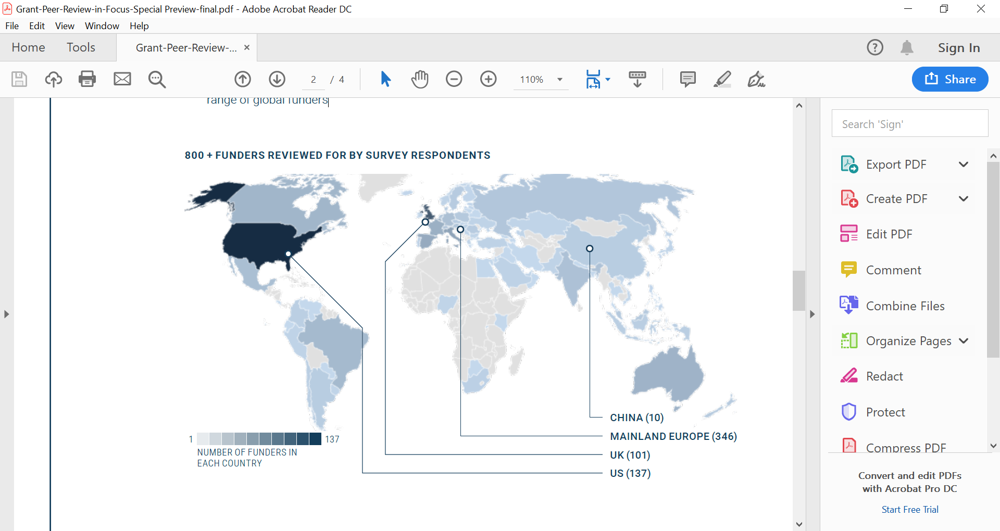 Grant-Peer-Review-in-Focus-Special Preview-final.pdf - Adobe Acrobat Reader DC
File Edit View Window Help
Home Tools Grant-Peer-Review-... × Sign In
2 / 4 110% Share
range of global funders
Search 'Sign'
800 + FUNDERS REVIEWED FOR BY SURVEY RESPONDENTS
Export PDF
Create PDF
Edit PDF
Comment
Combine Files
Organize Pages
Redact
Protect
Compress PDF
CHINA (10)
MAINLAND EUROPE (346)
UK (101)
US (137)
1 137
NUMBER OF FUNDERS IN
EACH COUNTRY
Convert and edit PDFs
with Acrobat Pro DC
Start Free Trial